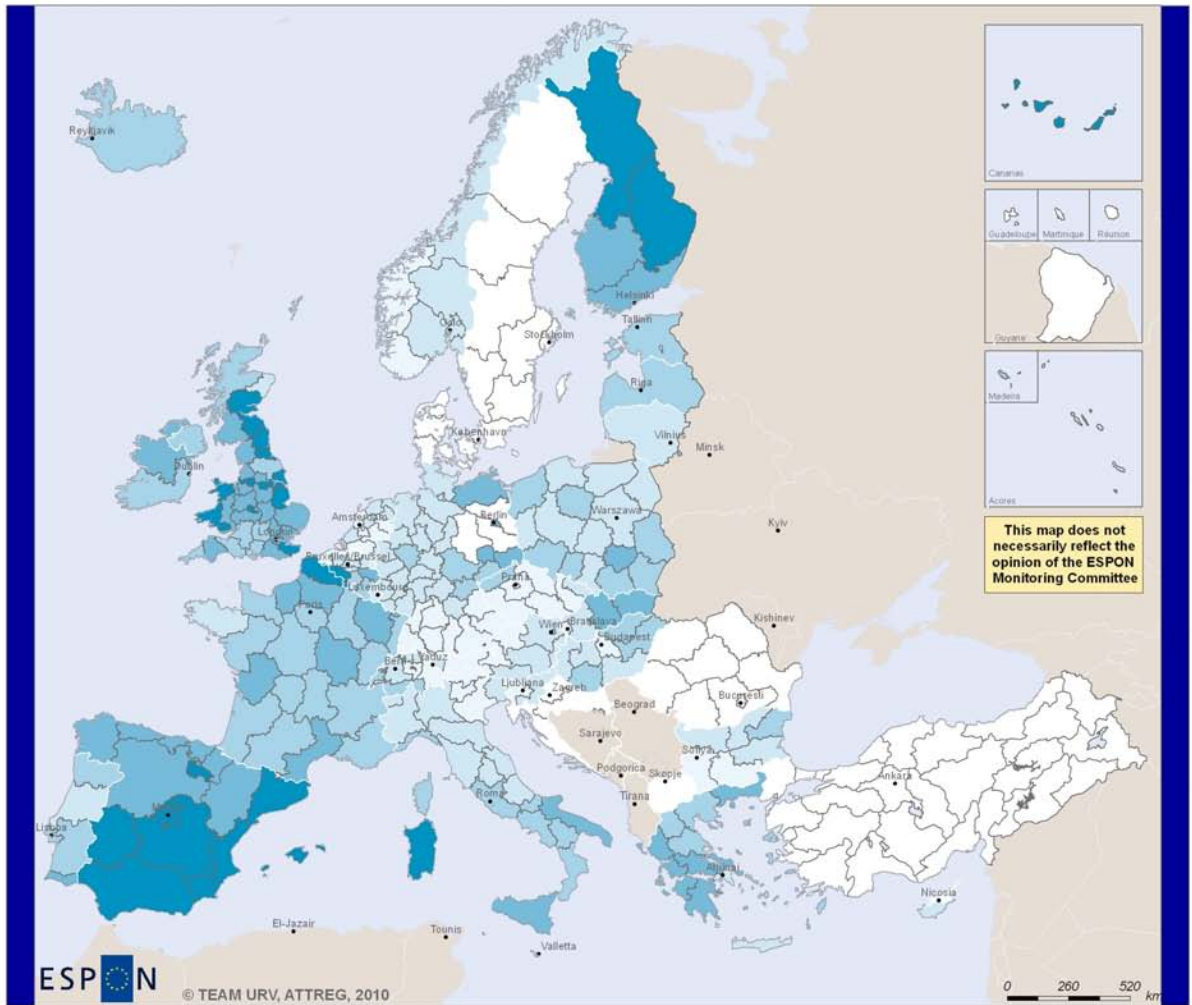 Reykjavik
Canarias
Guadeloupe
Martinique
Réunion
Guyane
Madeira
Acores
Helsinki
Tallinn
Oslo
Stockholm
Riga
København
Vilnius
Minsk
Dublin
Amsterdam
Berlin
Warszawa
London
Bruxelles/Brussel
Kyiv
This map does not
necessarily reflect the
opinion of the ESPON
Monitoring Committee
Luxembourg
Praha
Paris
Wien
Bratislava
Kishinev
Budapest
Bern
Vaduz
Ljubljana
Zagreb
Bucuresti
Beograd
Sarajevo
Sofiya
Podgorica
Skopje
Ankara
Roma
Tirana
Lisboa
Athinai
Nicosia
El-Jazair
Tounis
Valletta
ESPON
© TEAM URV, ATTREG, 2010
0 260 520
km